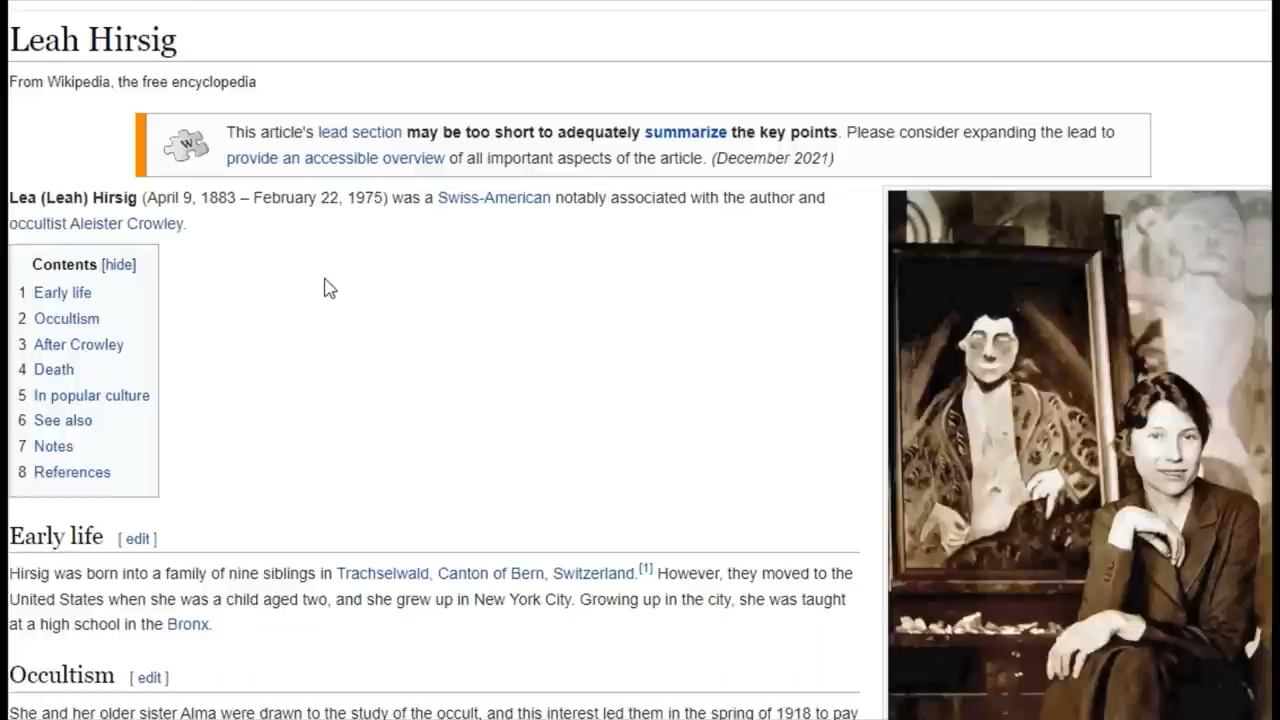 Leah Hirsig
From Wikipedia, the free encyclopedia
This article's lead section may be too short to adequately summarize the key points. Please consider expanding the lead to
provide an accessible overview of all important aspects of the article. (December 2021)
Lea (Leah) Hirsig (April 9, 1883 – February 22, 1975) was a Swiss-American notably associated with the author and
occultist Aleister Crowley.
Contents [hide]
1 Early life
2 Occultism
3 After Crowley
4 Death
5 In popular culture
6 See also
7 Notes
8 References
Early life [ edit ]
Hirsig was born into a family of nine siblings in Trachselwald, Canton of Bern, Switzerland.[1] However, they moved to the
United States when she was a child aged two, and she grew up in New York City. Growing up in the city, she was taught
at a high school in the Bronx.
Occultism [ edit ]
She and her older sister Alma were drawn to the study of the occult, and this interest led them in the spring of 1918 to pay